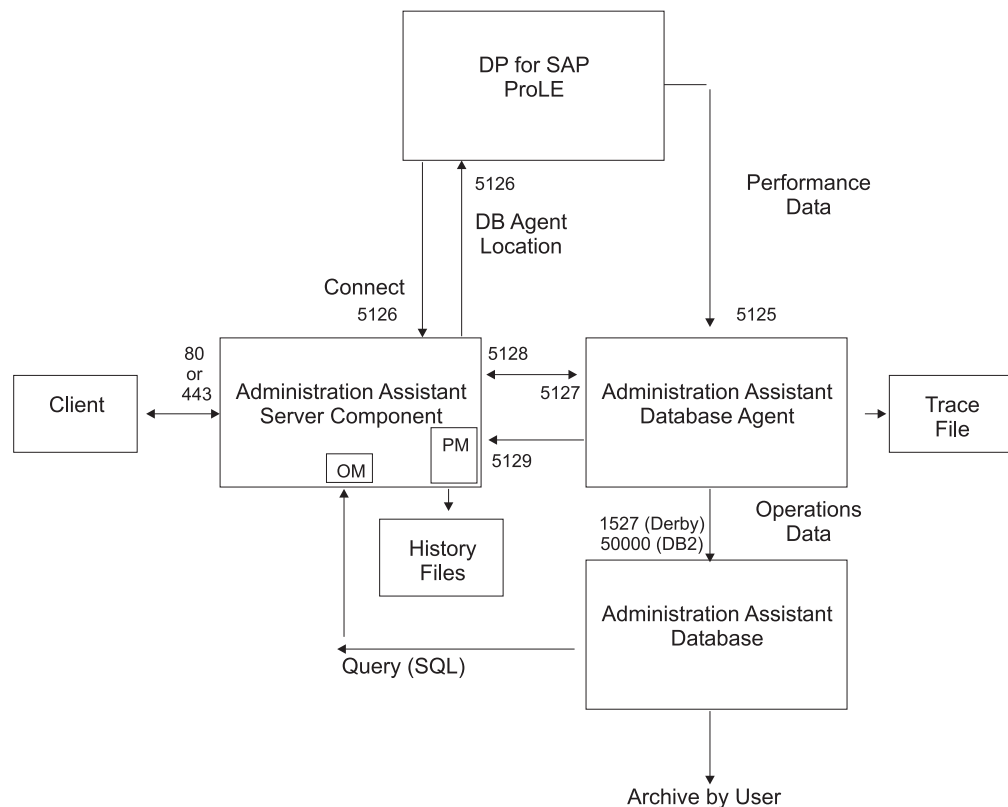 DP for SAP
ProLE
5126
DB Agent
Location
Performance
Data
Connect
5126
5125
80
or
443
Client
Administration Assistant
Server Component
PM
OM
5128
5127
5129
Administration Assistant
Database Agent
Trace
File
History
Files
1527 (Derby)
50000 (DB2)
Operations
Data
Administration Assistant
Database
Query (SQL)
Archive by User